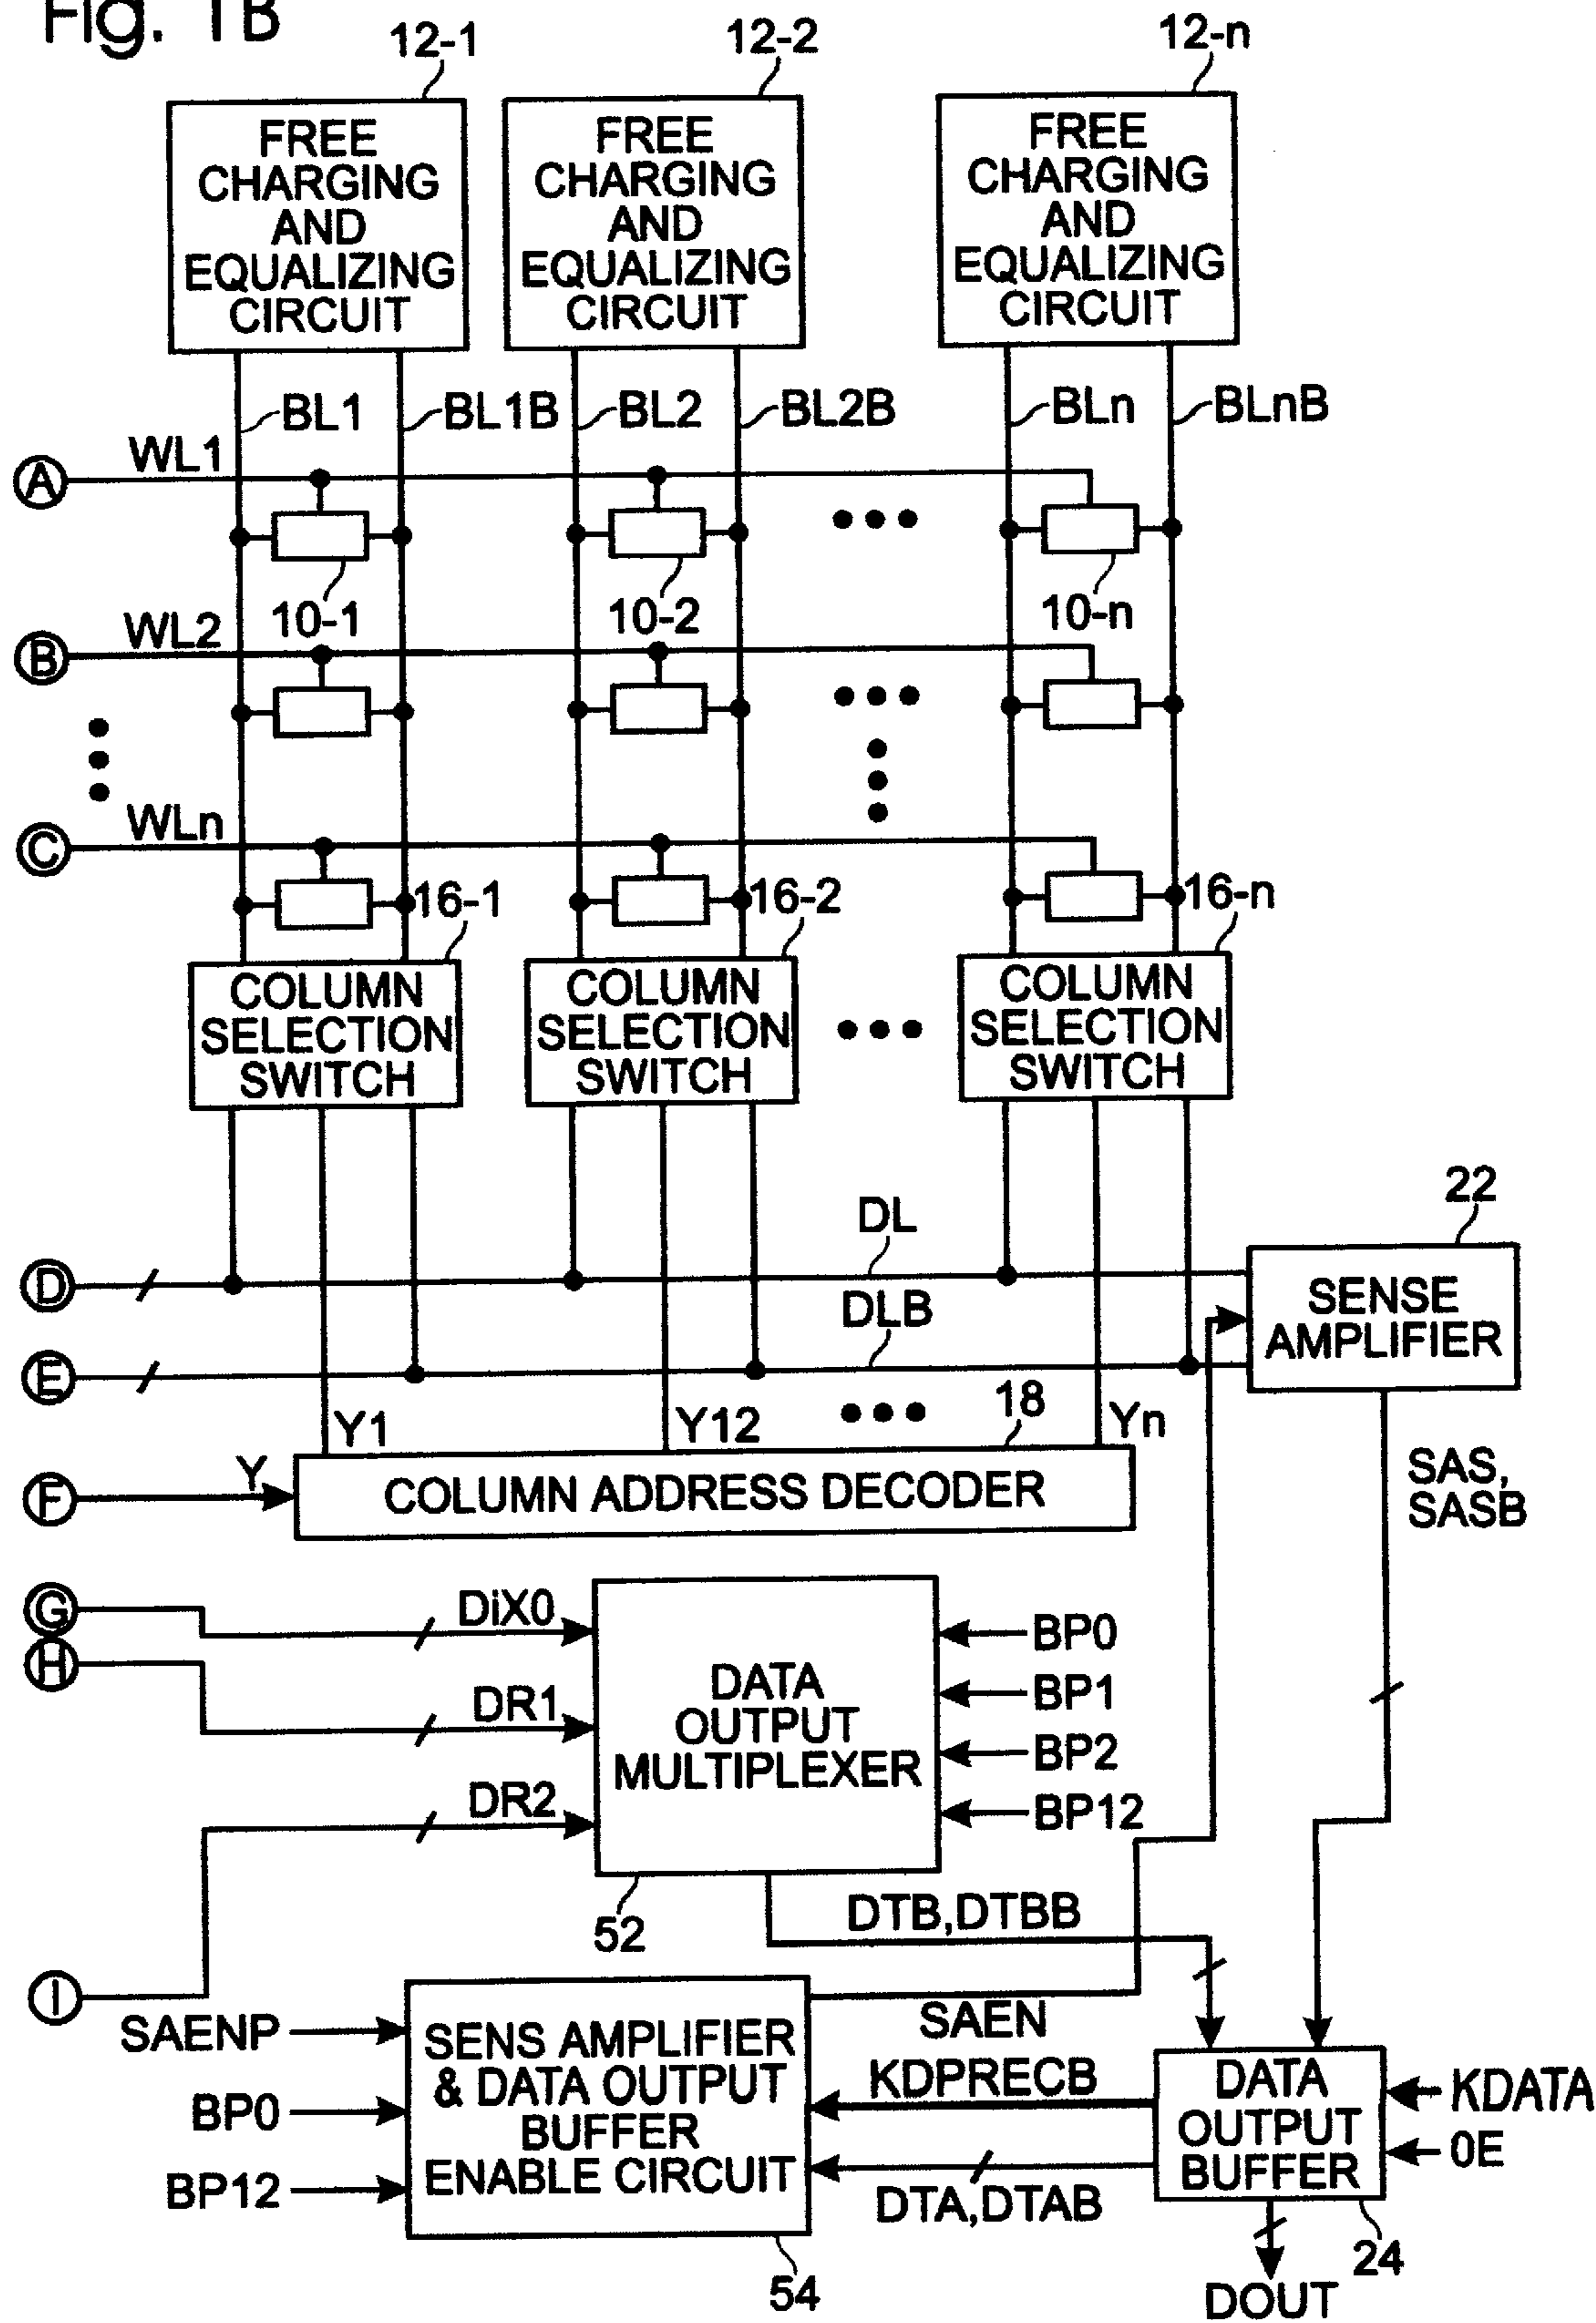 Fig. 1B
12-1
12-2
12-n
FREE
CHARGING
AND
EQUALIZING
CIRCUIT
FREE
CHARGING
AND
EQUALIZING
CIRCUIT
FREE
CHARGING
AND
EQUALIZING
CIRCUIT
BL1
BL1B
BL2
BL2B
BLn
BLnB
A
WL1
10-1
10-2
10-n
B
WL2
C
WLn
16-1
16-2
16-n
COLUMN
SELECTION
SWITCH
COLUMN
SELECTION
SWITCH
COLUMN
SELECTION
SWITCH
22
D
DL
SENSE
AMPLIFIER
E
DLB
Y1
Y12
18
Yn
F
Y
COLUMN ADDRESS DECODER
SAS,
SASB
G
DiX0
H
DR1
DR2
DATA
OUTPUT
MULTIPLEXER
BP0
BP1
BP2
BP12
52
DTB,DTBB
I
SAENP
BP0
BP12
SENS AMPLIFIER
& DATA OUTPUT
BUFFER
ENABLE CIRCUIT
54
SAEN
KDPRECB
DTA,DTAB
DATA
OUTPUT
BUFFER
KDATA
0E
24
DOUT